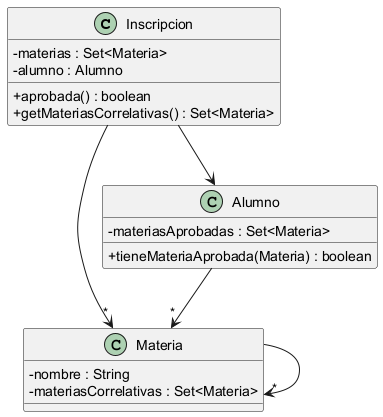 C Inscripcion
-materias : Set<Materia>
-alumno : Alumno
+aprobada() : boolean
+getMateriasCorrelativas() : Set<Materia>
C Alumno
-materiasAprobadas : Set<Materia>
+tieneMateriaAprobada(Materia) : boolean
* *
C Materia
-nombre : String
-materiasCorrelativas : Set<Materia>
*